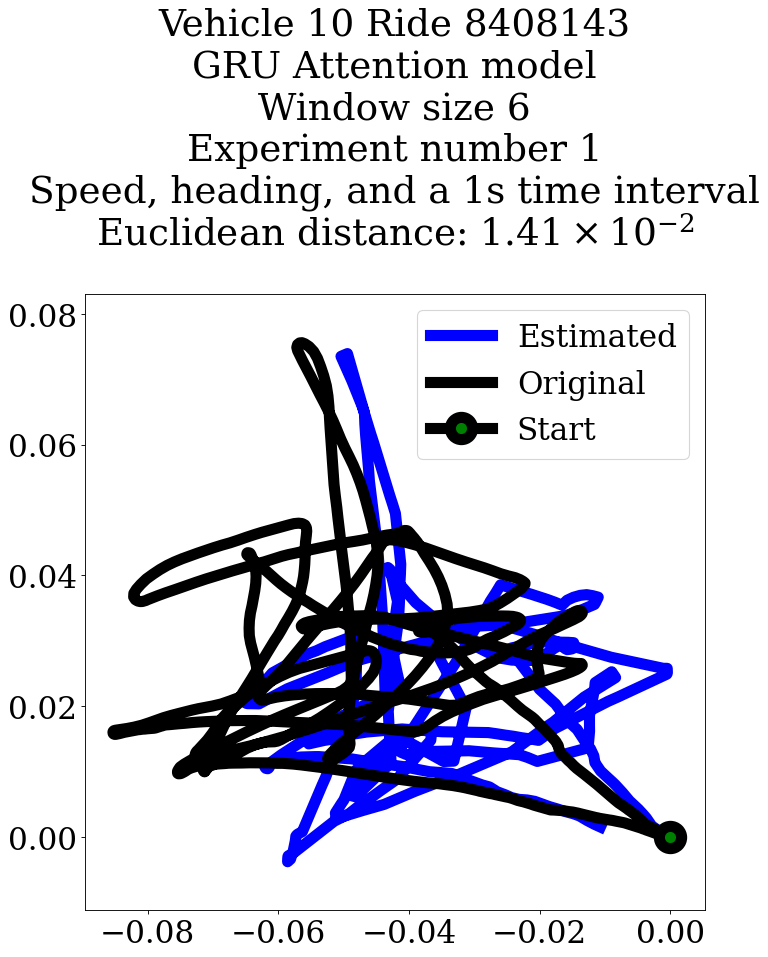 Vehicle 10 Ride 8408143
GRU Attention model
Window size 6
Experiment number 1
Speed, heading, and a 1s time interval
Euclidean distance: 1.41 × 10⁻²
Estimated
Original
Start
0.08
0.06
0.04
0.02
0.00
−0.08 −0.06 −0.04 −0.02 0.00